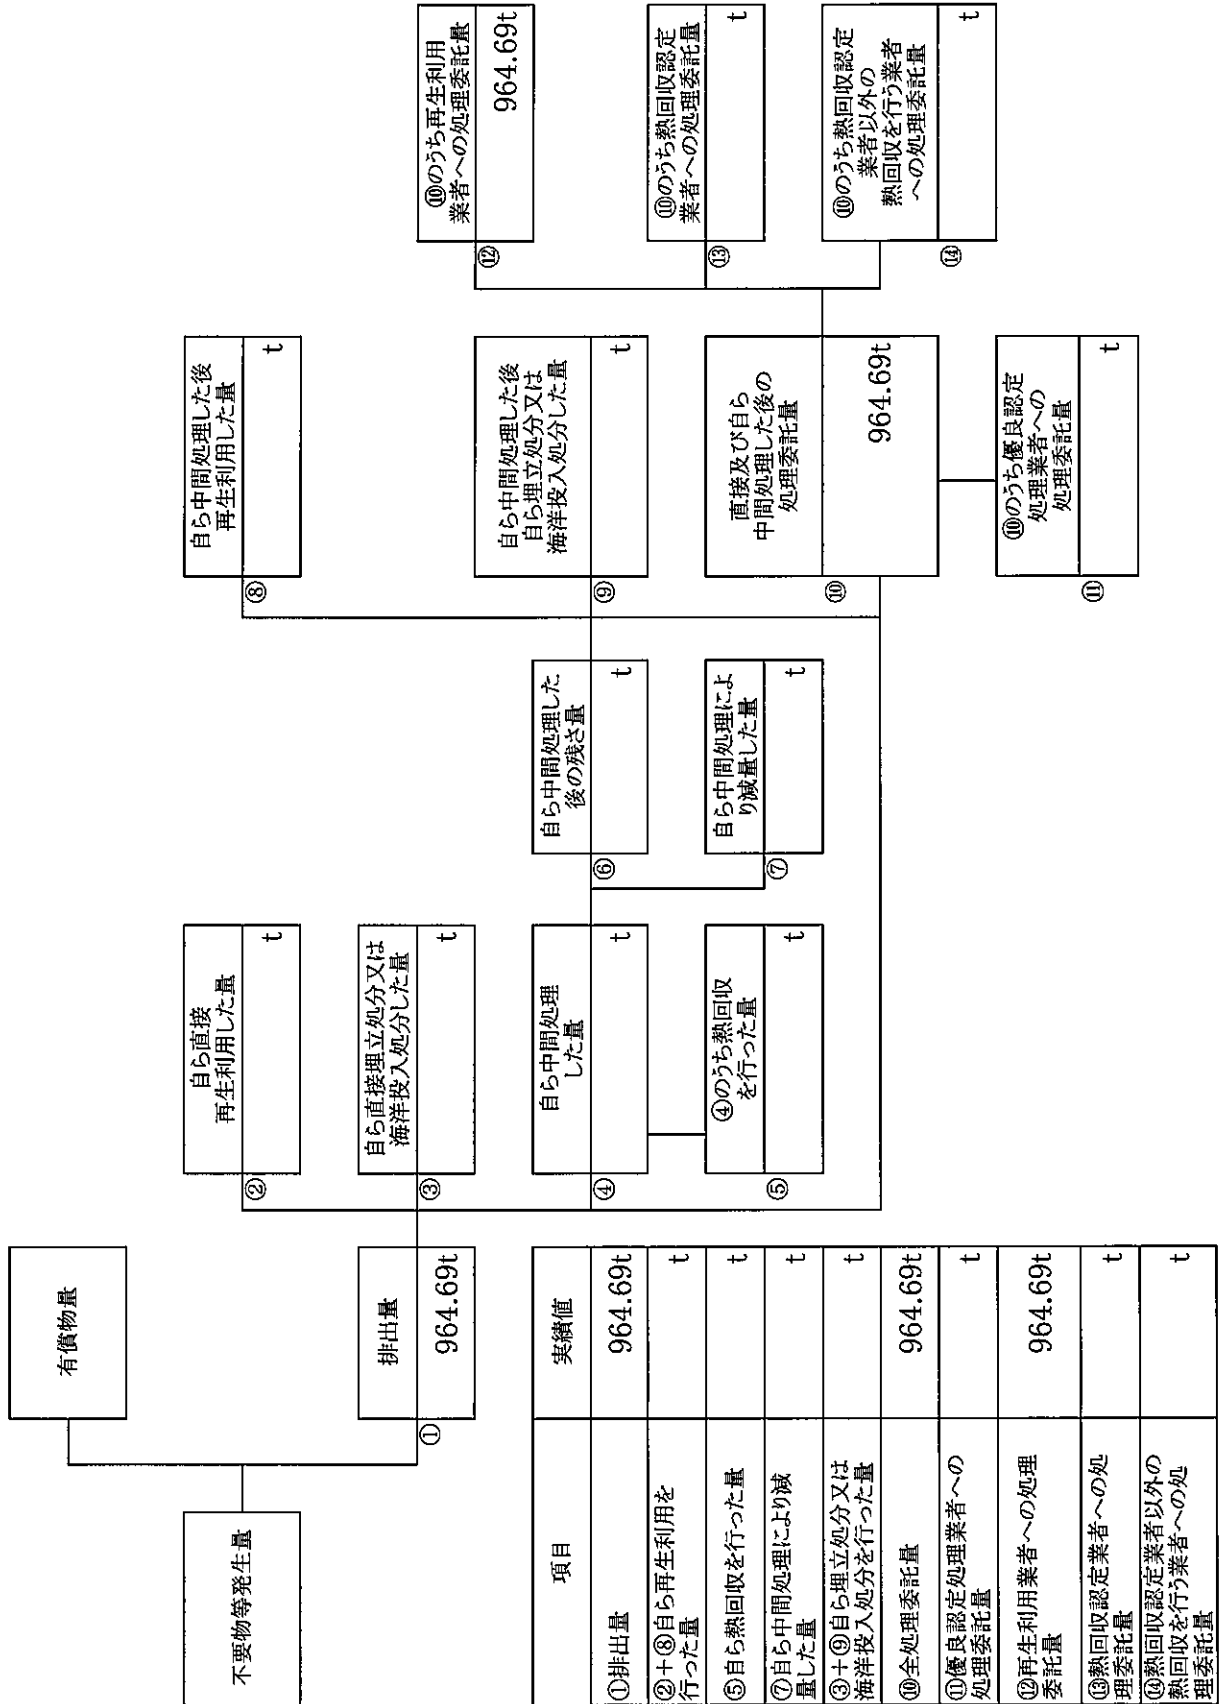 不要物等発生量
有償物量
排出量
①
964.69t
自ら直接
再生利用した量
②
t
自ら直接埋立処分又は
海洋投入処分した量
③
t
自ら中間処理
した量
④
t
④のうち熱回収
を行った量
⑤
t
自ら中間処理した
後の残さ量
⑥
t
自ら中間処理によ
り減量した量
⑦
t
自ら中間処理した後
再生利用した量
⑧
t
自ら中間処理した後
自ら埋立処分又は
海洋投入処分した量
⑨
t
直接及び自ら
中間処理した後の
処理委託量
⑩
964.69t
⑩のうち優良認定
処理業者への
処理委託量
⑪
t
⑩のうち再生利用
業者への処理委託量
⑫
964.69t
⑩のうち熱回収認定
業者への処理委託量
⑬
t
⑩のうち熱回収認定
業者以外の
熱回収を行う業者
への処理委託量
⑭
t
項目 実績値
①排出量 964.69t
②+⑧自ら再生利用を
行った量 t
⑤自ら熱回収を行った量 t
⑦自ら中間処理により減
量した量 t
③+⑨自ら埋立処分又は
海洋投入処分を行った量 t
⑩全処理委託量 964.69t
⑪優良認定処理業者への
処理委託量 t
⑫再生利用業者への処理
委託量 964.69t
⑬熱回収認定業者への処
理委託量 t
⑭熱回収認定業者以外の
熱回収を行う業者への処
理委託量 t